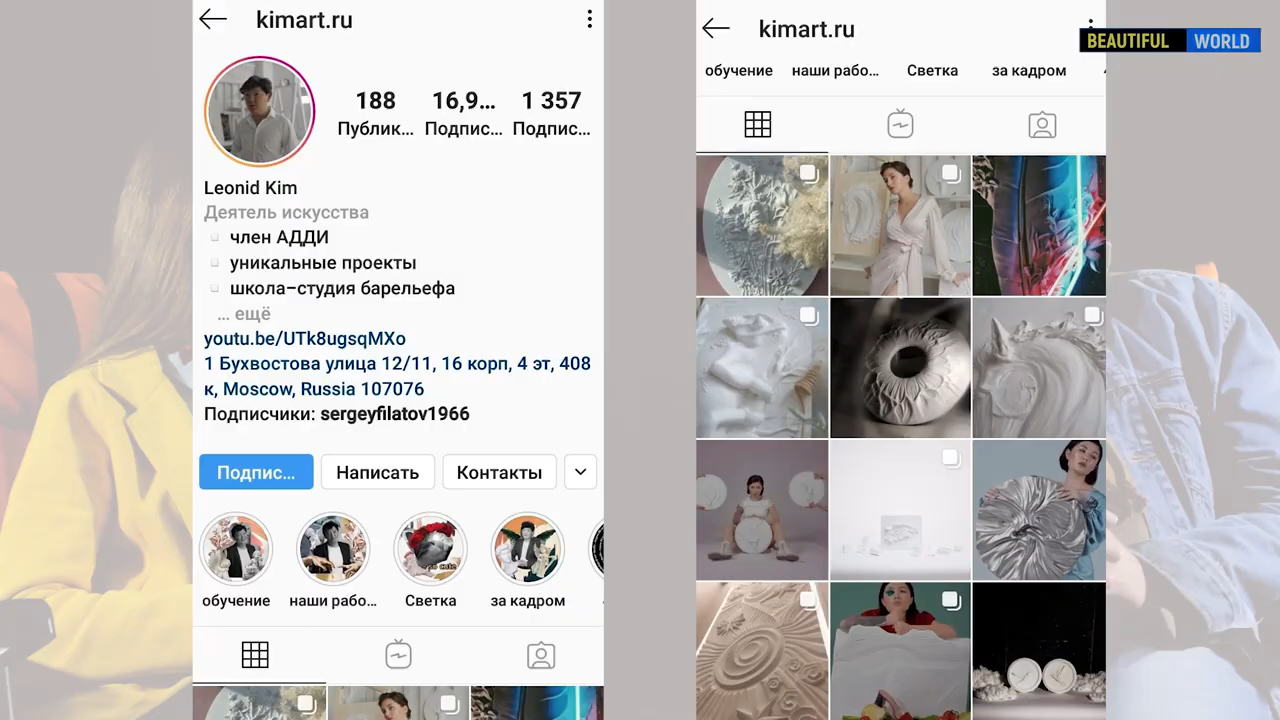 kimart.ru
188 16,9... 1 357
Публик... Подпис... Подпис...
Leonid Kim
Деятель искусства
член АДДИ
уникальные проекты
школа–студия барельефа
... ещё
youtu.be/UTk8ugsqMXo
1 Бухвостова улица 12/11, 16 корп, 4 эт, 408
к, Moscow, Russia 107076
Подписчики: sergeyfilatov1966
Подпис... Написать Контакты
обучение наши рабо... Светка за кадром
kimart.ru
BEAUTIFUL WORLD
обучение наши рабо... Светка за кадром